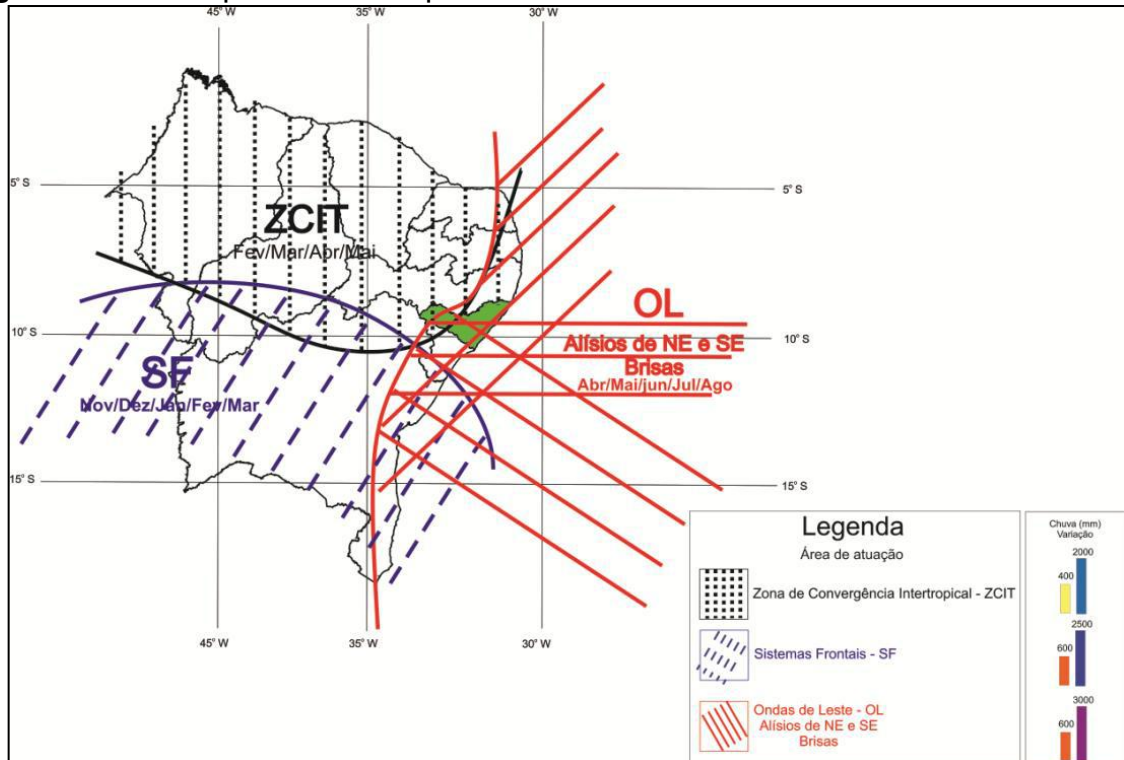 45° W 35° W 30° W
5° S 5° S
ZCIT
Fev/Mar/Abr/Mai
OL
10° S 10° S
Alísios de NE e SE
Brisas
Abr/Mai/jun/Jul/Ago
SF
Nov/Dez/Jan/Fev/Mar
15° S 15° S
45° W 35° W 30° W
Legenda
Área de atuação
Zona de Convergência Intertropical - ZCIT
Sistemas Frontais - SF
Ondas de Leste - OL
Alísios de NE e SE
Brisas
Chuva (mm)
Variação
2000
400
2500
600
3000
600